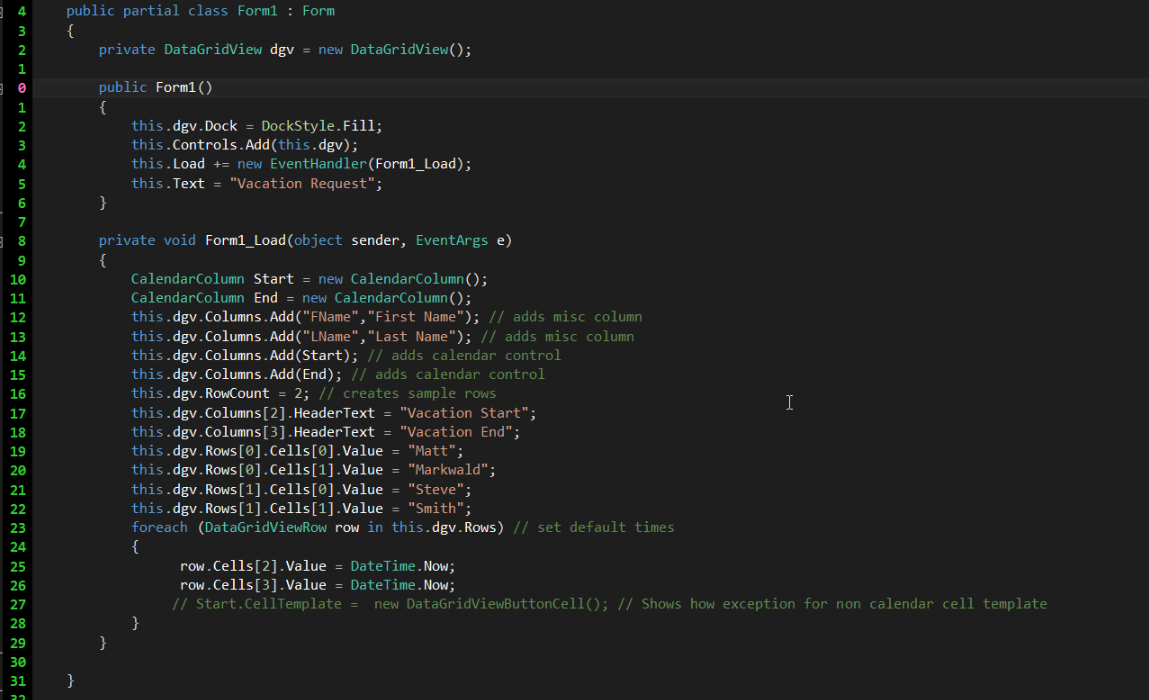 4 public partial class Form1 : Form
3 {
2 private DataGridView dgv = new DataGridView();
1
0 public Form1()
1 {
2 this.dgv.Dock = DockStyle.Fill;
3 this.Controls.Add(this.dgv);
4 this.Load += new EventHandler(Form1_Load);
5 this.Text = "Vacation Request";
6 }
7
8 private void Form1_Load(object sender, EventArgs e)
9 {
10 CalendarColumn Start = new CalendarColumn();
11 CalendarColumn End = new CalendarColumn();
12 this.dgv.Columns.Add("FName","First Name"); // adds misc column
13 this.dgv.Columns.Add("LName","Last Name"); // adds misc column
14 this.dgv.Columns.Add(Start); // adds calendar control
15 this.dgv.Columns.Add(End); // adds calendar control
16 this.dgv.RowCount = 2; // creates sample rows
17 this.dgv.Columns[2].HeaderText = "Vacation Start";
18 this.dgv.Columns[3].HeaderText = "Vacation End";
19 this.dgv.Rows[0].Cells[0].Value = "Matt";
20 this.dgv.Rows[0].Cells[1].Value = "Markwald";
21 this.dgv.Rows[1].Cells[0].Value = "Steve";
22 this.dgv.Rows[1].Cells[1].Value = "Smith";
23 foreach (DataGridViewRow row in this.dgv.Rows) // set default times
24 {
25 row.Cells[2].Value = DateTime.Now;
26 row.Cells[3].Value = DateTime.Now;
27 // Start.CellTemplate =  new DataGridViewButtonCell(); // Shows how exception for non calendar cell template
28 }
29 }
30
31 }
32